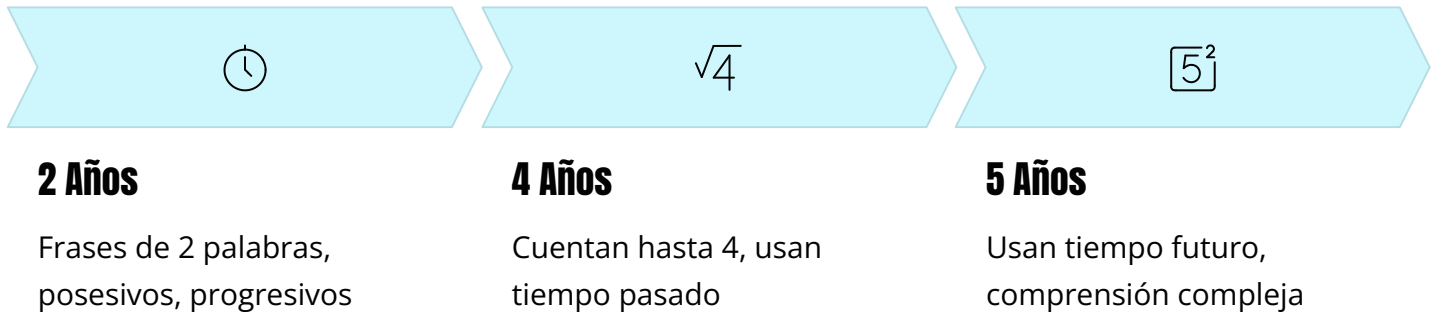 √4
5²
2 Años
Frases de 2 palabras,
posesivos, progresivos
4 Años
Cuentan hasta 4, usan
tiempo pasado
5 Años
Usan tiempo futuro,
comprensión compleja